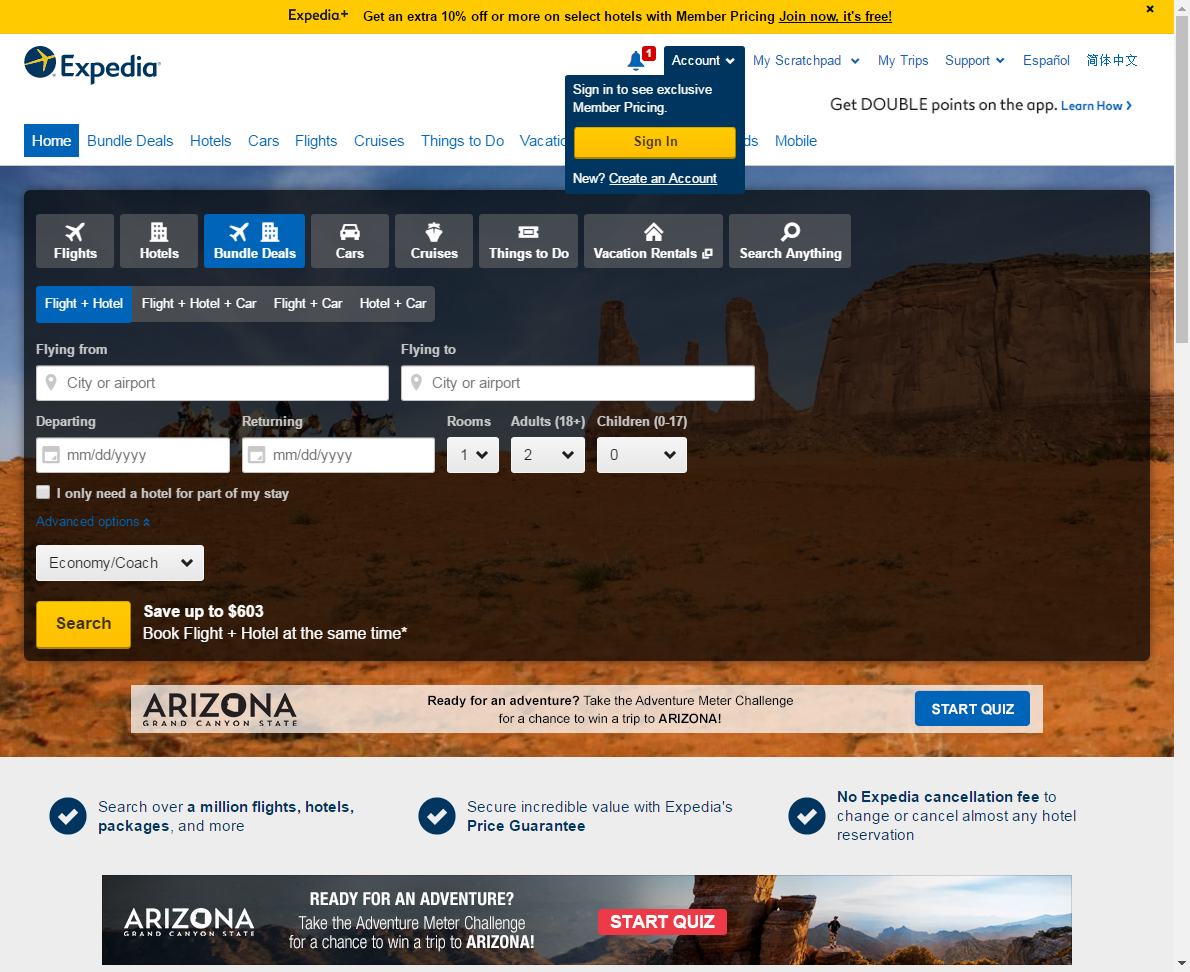 Expedia+ Get an extra 10% off or more on select hotels with Member Pricing Join now, it's free! ×
Expedia
1 Account My Scratchpad My Trips Support Español 简体中文
Sign in to see exclusive
Member Pricing.
Sign In
New? Create an Account
Get DOUBLE points on the app. Learn How
Home Bundle Deals Hotels Cars Flights Cruises Things to Do Vacatio ds Mobile
Flights Hotels Bundle Deals Cars Cruises Things to Do Vacation Rentals Search Anything
Flight + Hotel Flight + Hotel + Car Flight + Car Hotel + Car
Flying from Flying to
City or airport City or airport
Departing Returning Rooms Adults (18+) Children (0-17)
mm/dd/yyyy mm/dd/yyyy 1 2 0
I only need a hotel for part of my stay
Advanced options
Economy/Coach
Search
Save up to $603
Book Flight + Hotel at the same time*
ARIZONA
GRAND CANYON STATE
Ready for an adventure? Take the Adventure Meter Challenge
for a chance to win a trip to ARIZONA!
START QUIZ
Search over a million flights, hotels,
packages, and more
Secure incredible value with Expedia's
Price Guarantee
No Expedia cancellation fee to
change or cancel almost any hotel
reservation
ARIZONA
GRAND CANYON STATE
READY FOR AN ADVENTURE?
Take the Adventure Meter Challenge
for a chance to win a trip to ARIZONA!
START QUIZ